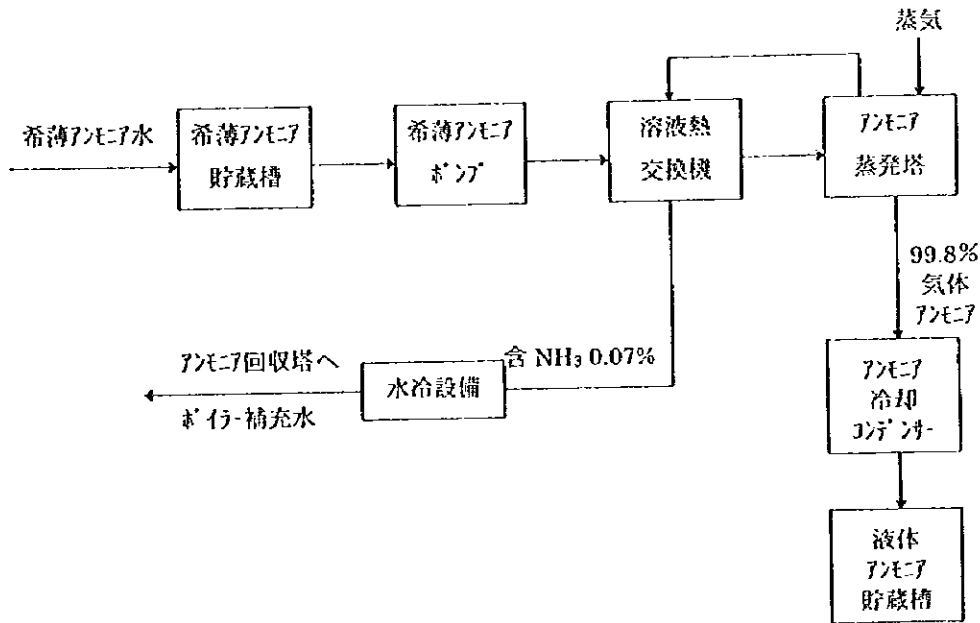 蒸気
希薄ｱﾝﾓﾆｱ水
希薄ｱﾝﾓﾆｱ
貯蔵槽
希薄ｱﾝﾓﾆｱ
ﾎﾟﾝﾌﾟ
溶液熱
交換機
ｱﾝﾓﾆｱ
蒸発塔
99.8%
気体
ｱﾝﾓﾆｱ
ｱﾝﾓﾆｱ回収塔へ
ﾎﾞｲﾗｰ補充水
水冷設備
含 NH₃ 0.07%
ｱﾝﾓﾆｱ
冷却
ｺﾝﾃﾞﾝｻｰ
液体
ｱﾝﾓﾆｱ
貯蔵槽